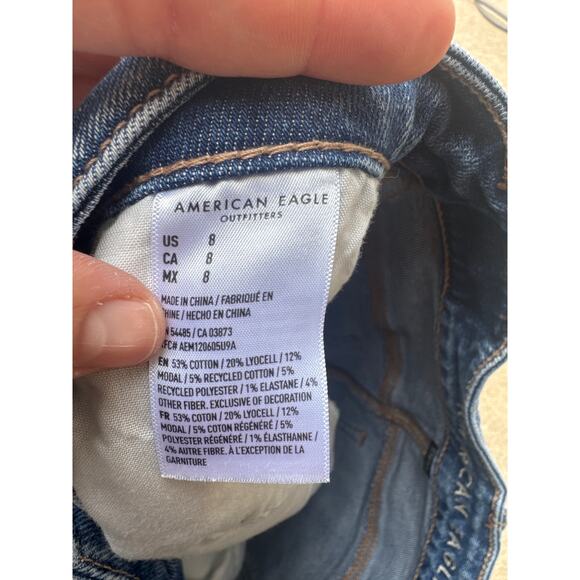 AMERICAN EAGLE
OUTFITTERS
US 8
CA 8
MX 8
MADE IN CHINA / FABRIQUÉ EN
HINE / HECHO EN CHINA
54485 / CA 03873
FC# AEM120605U9A
EN 53% COTTON / 20% LYOCELL / 12%
MODAL / 5% RECYCLED COTTON / 5%
RECYCLED POLYESTER / 1% ELASTANE / 4%
OTHER FIBER. EXCLUSIVE OF DECORATION
FR 53% COTON / 20% LYOCELL / 12%
MODAL / 5% COTON RÉGÉNÉRÉ / 5%
POLYESTER RÉGÉNÉRÉ / 1% ÉLASTHANNE /
4% AUTRE FIBRE. À L'EXCEPTION DE LA
GARNITURE